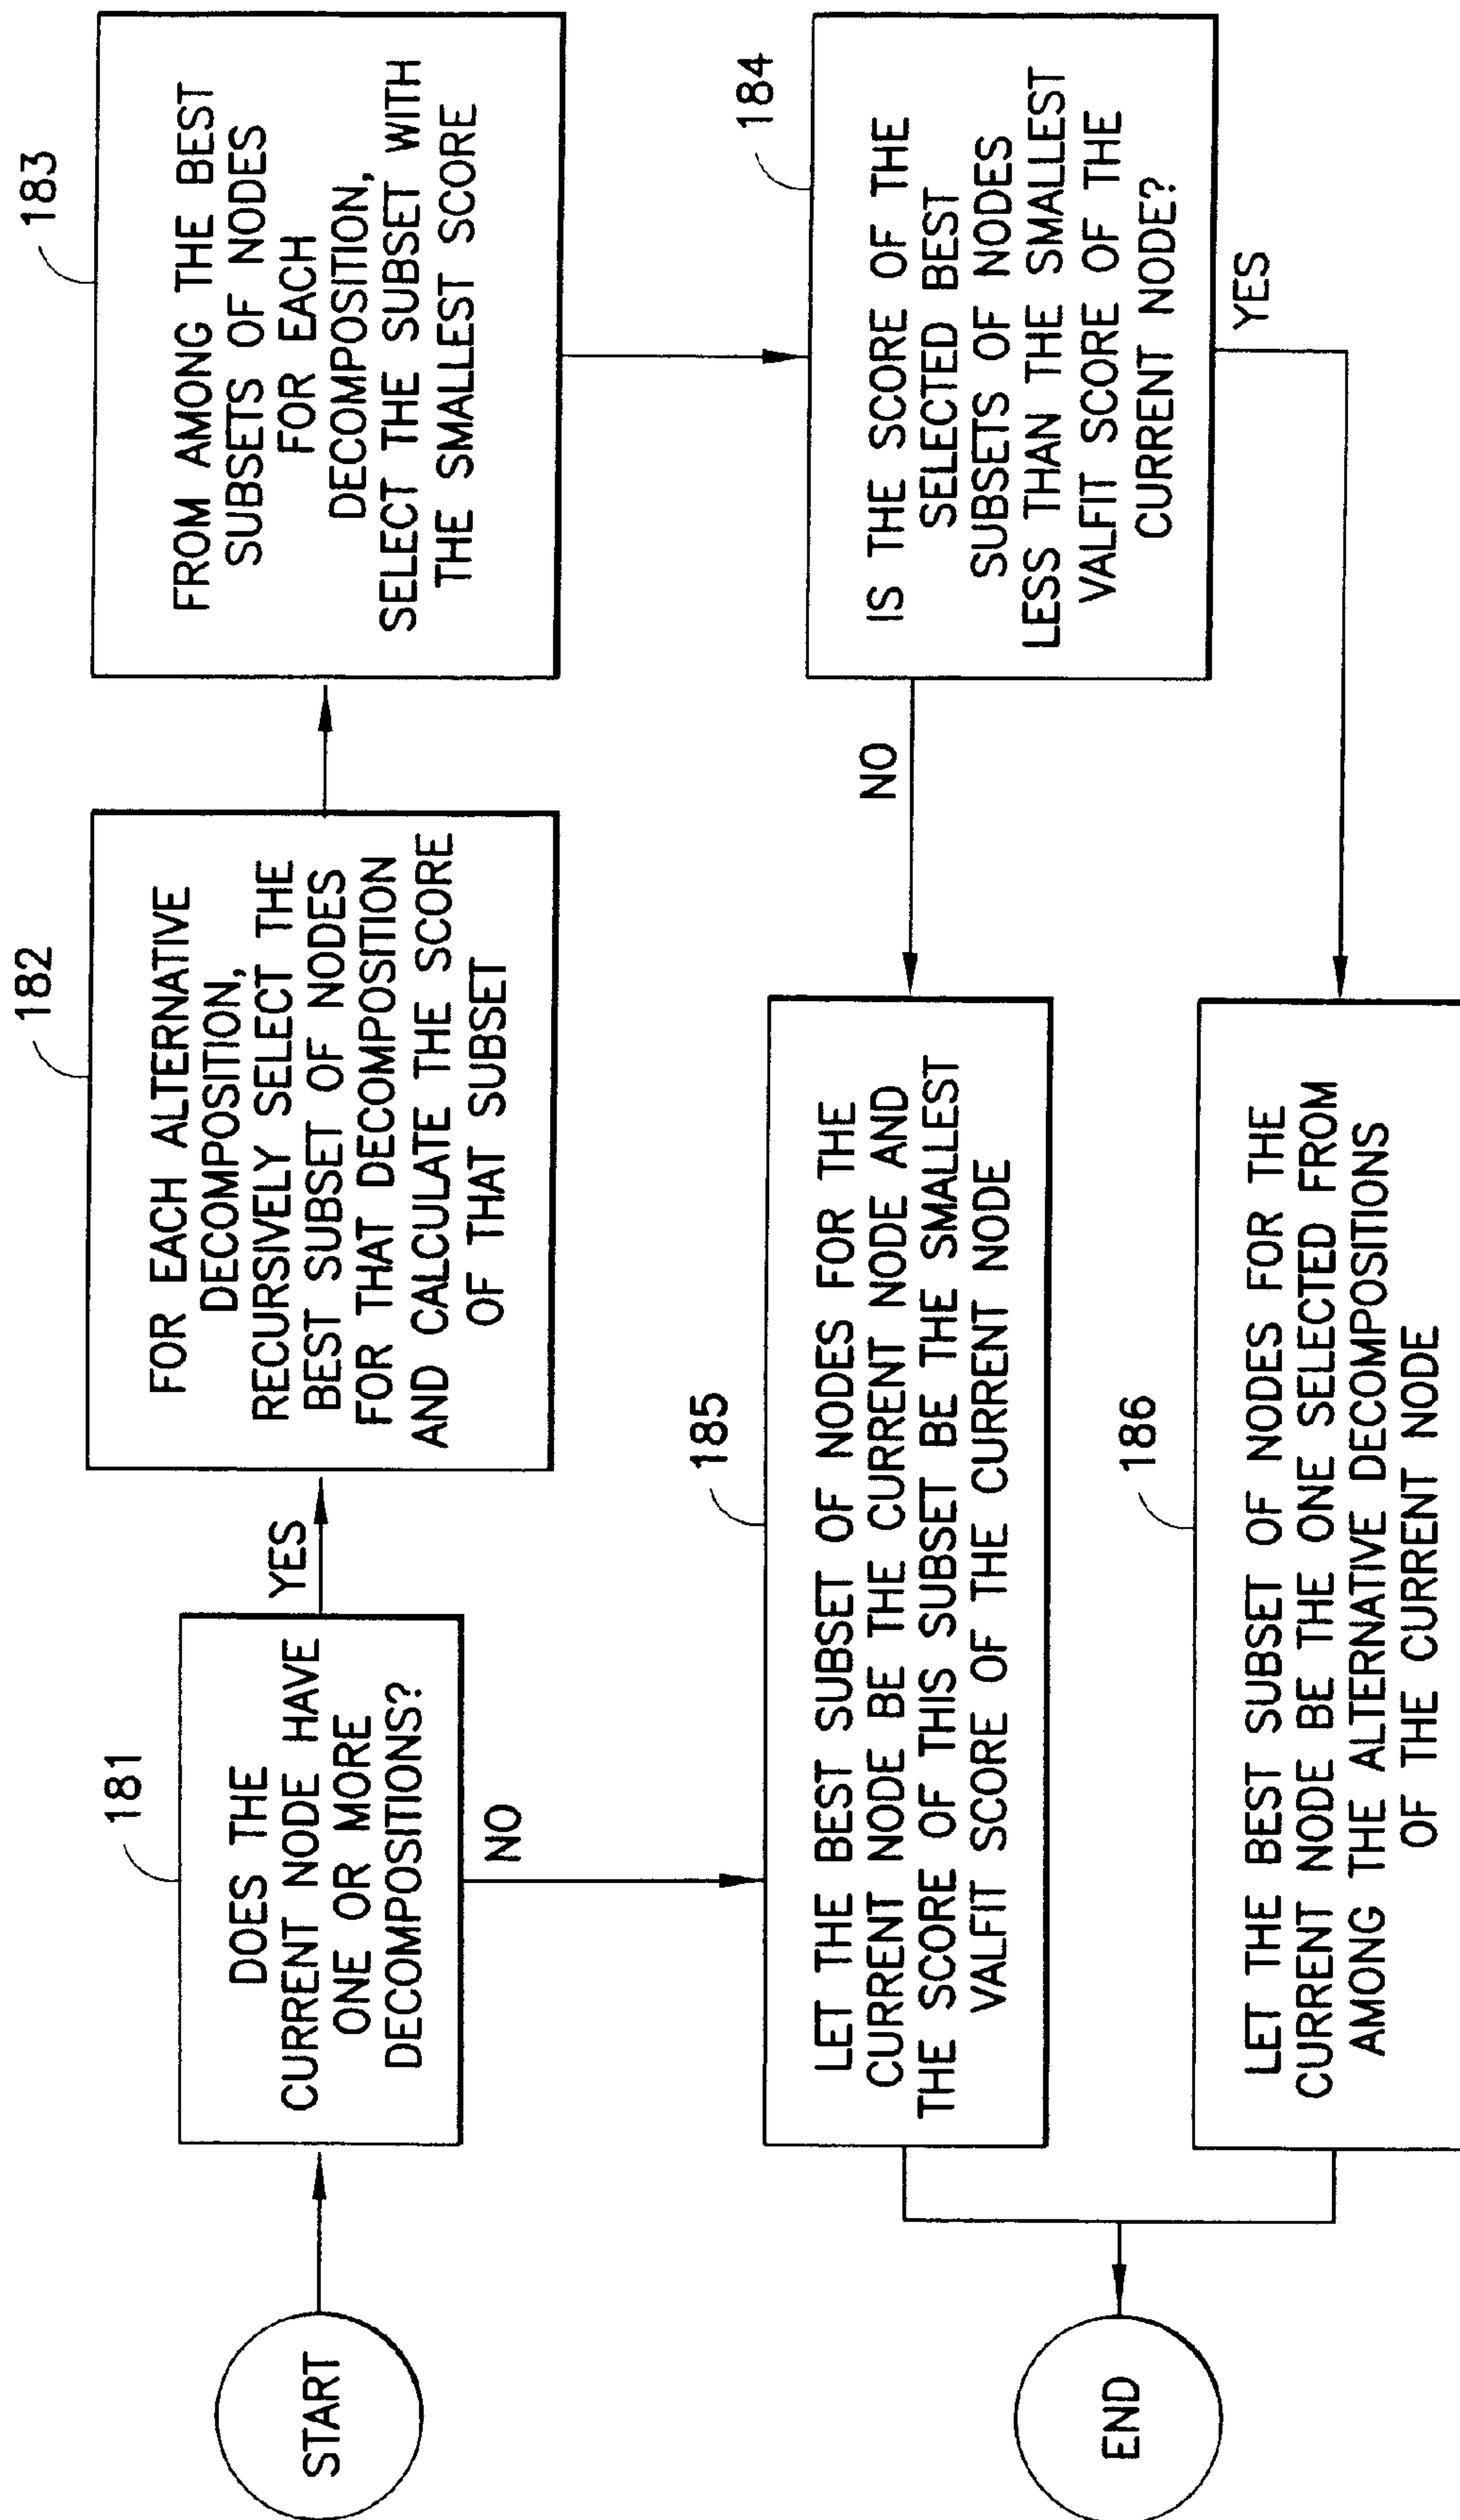 START
181
DOES THE
CURRENT NODE HAVE
ONE OR MORE
DECOMPOSITIONS?
YES
NO
182
FOR EACH ALTERNATIVE
DECOMPOSITION,
RECURSIVELY SELECT THE
BEST SUBSET OF NODES
FOR THAT DECOMPOSITION
AND CALCULATE THE SCORE
OF THAT SUBSET
183
FROM AMONG THE BEST
SUBSETS OF NODES
FOR EACH
DECOMPOSITION,
SELECT THE SUBSET WITH
THE SMALLEST SCORE
184
IS THE SCORE OF THE
SELECTED BEST
SUBSETS OF NODES
LESS THAN THE SMALLEST
VALFIT SCORE OF THE
CURRENT NODE?
NO
YES
185
LET THE BEST SUBSET OF NODES FOR THE
CURRENT NODE BE THE CURRENT NODE AND
THE SCORE OF THIS SUBSET BE THE SMALLEST
VALFIT SCORE OF THE CURRENT NODE
186
LET THE BEST SUBSET OF NODES FOR THE
CURRENT NODE BE THE ONE SELECTED FROM
AMONG THE ALTERNATIVE DECOMPOSITIONS
OF THE CURRENT NODE
END